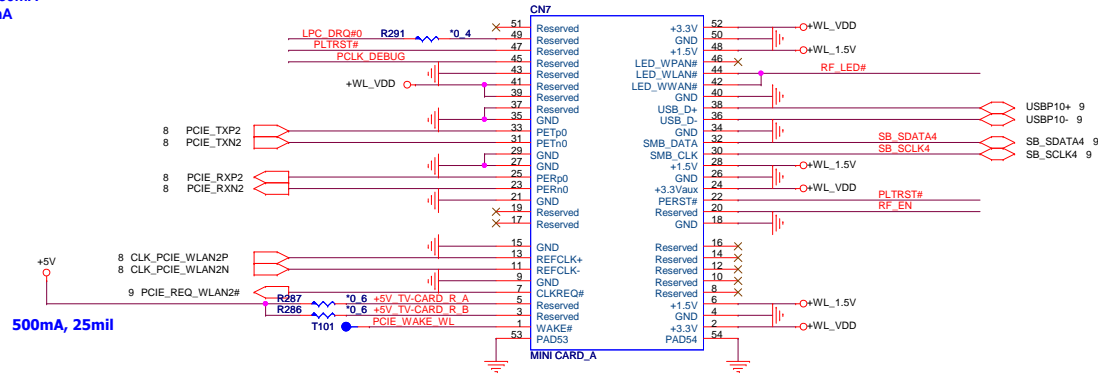 mA
CN7
51 Reserved +3.3V 52 +WL_VDD
LPC_DRQ#0 R291 *0_4 49 Reserved GND 50
PLTRST# 47 Reserved +1.5V 48 +WL_1.5V
PCLK_DEBUG 45 Reserved LED_WPAN# 46
43 Reserved LED_WLAN# 44 RF_LED#
+WL_VDD 41 Reserved LED_WWAN# 42
39 Reserved GND 40
37 Reserved USB_D+ 38 USBP10+ 9
35 GND USB_D- 36 USBP10- 9
8 PCIE_TXP2 33 PETp0 GND 34
8 PCIE_TXN2 31 PETn0 SMB_DATA 32 SB_SDATA4 SB_SDATA4 9
29 GND SMB_CLK 30 SB_SCLK4 SB_SCLK4 9
27 GND +1.5V 28 +WL_1.5V
8 PCIE_RXP2 25 PERp0 GND 26
8 PCIE_RXN2 23 PERn0 +3.3Vaux 24 +WL_VDD
21 GND PERST# 22 PLTRST#
19 Reserved Reserved 20 RF_EN
17 Reserved GND 18
15 GND Reserved 16
8 CLK_PCIE_WLAN2P 13 REFCLK+ Reserved 14
8 CLK_PCIE_WLAN2N 11 REFCLK- Reserved 12
+5V 9 GND Reserved 10
9 PCIE_REQ_WLAN2# 7 CLKREQ# Reserved 8
R287 *0_6 +5V_TV-CARD_R_A 5 Reserved +1.5V 6 +WL_1.5V
R286 *0_6 +5V_TV-CARD_R_B 3 Reserved GND 4
500mA, 25mil T101 PCIE_WAKE_WL 1 WAKE# +3.3V 2 +WL_VDD
53 PAD53 PAD54 54
MINI CARD_A